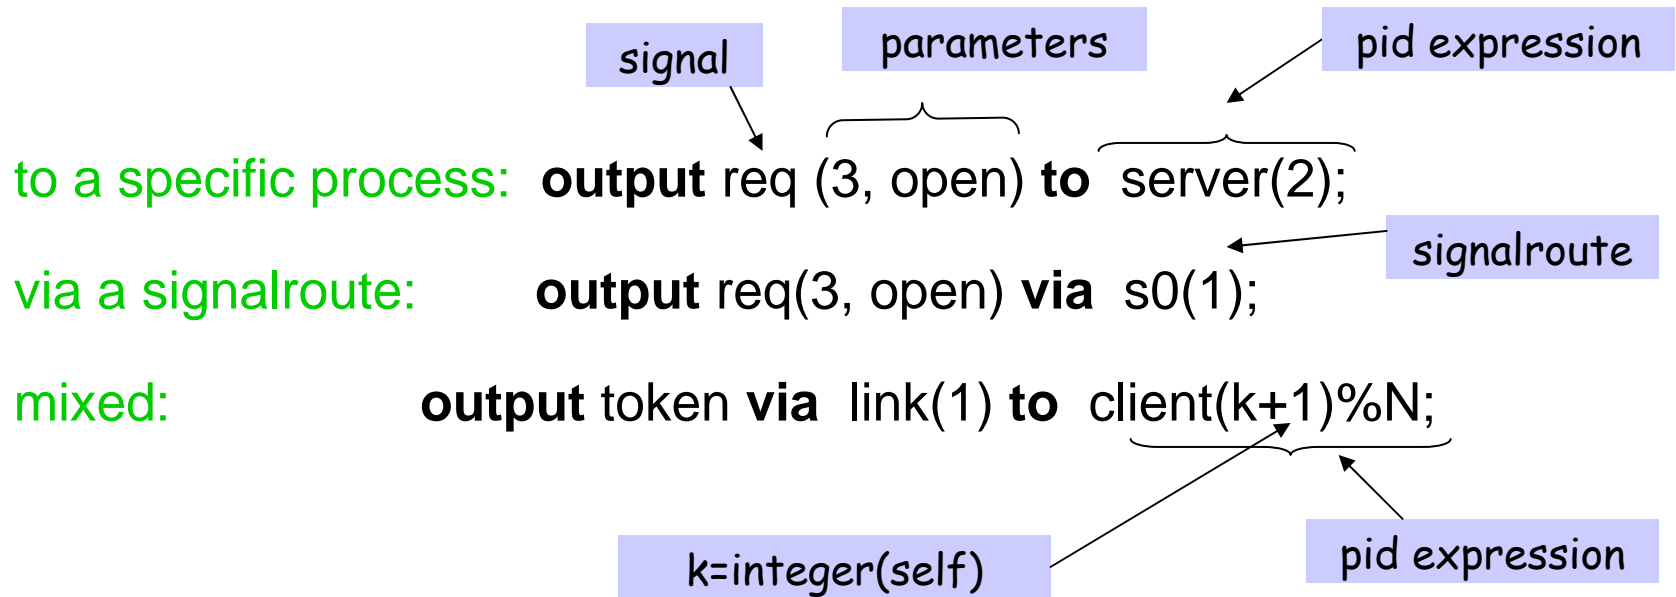 signal
parameters
pid expression
to a specific process: output req (3, open) to server(2);
signalroute
via a signalroute: output req(3, open) via s0(1);
mixed: output token via link(1) to client(k+1)%N;
k=integer(self)
pid expression